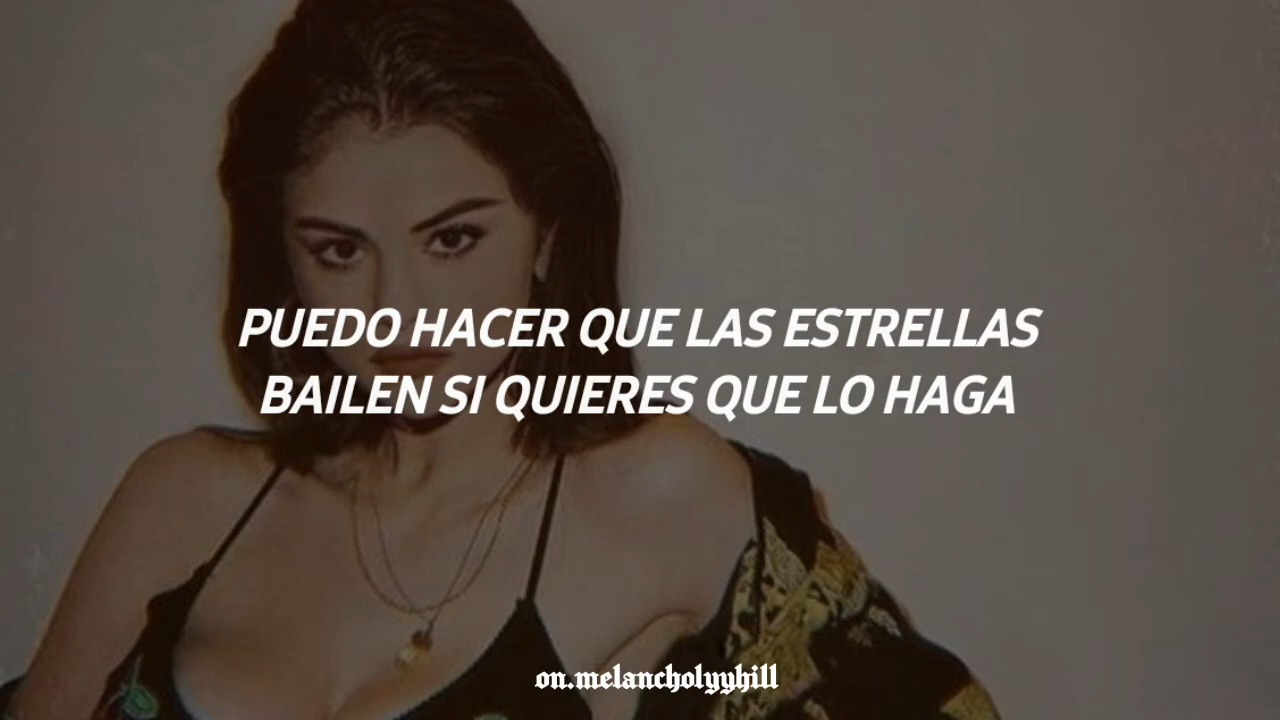 PUEDO HACER QUE LAS ESTRELLAS
BAILEN SI QUIERES QUE LO HAGA
on.melancholyyhill